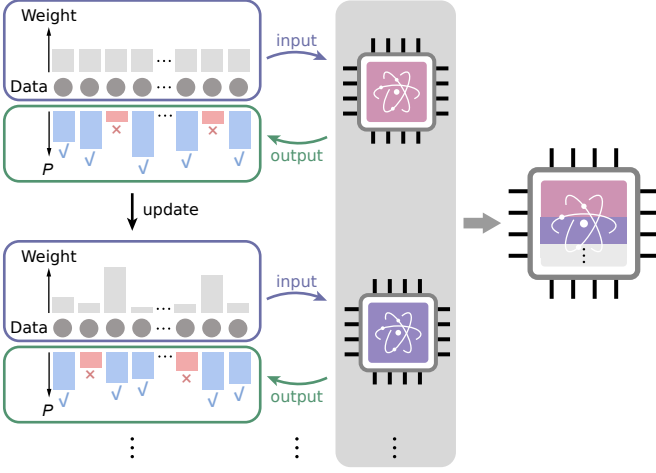 Weight
input
...
Data
...
...
√ √ × √ √ × √
P
output
update
Weight
input
...
Data
...
...
√ × √ √ × √ √
P
output